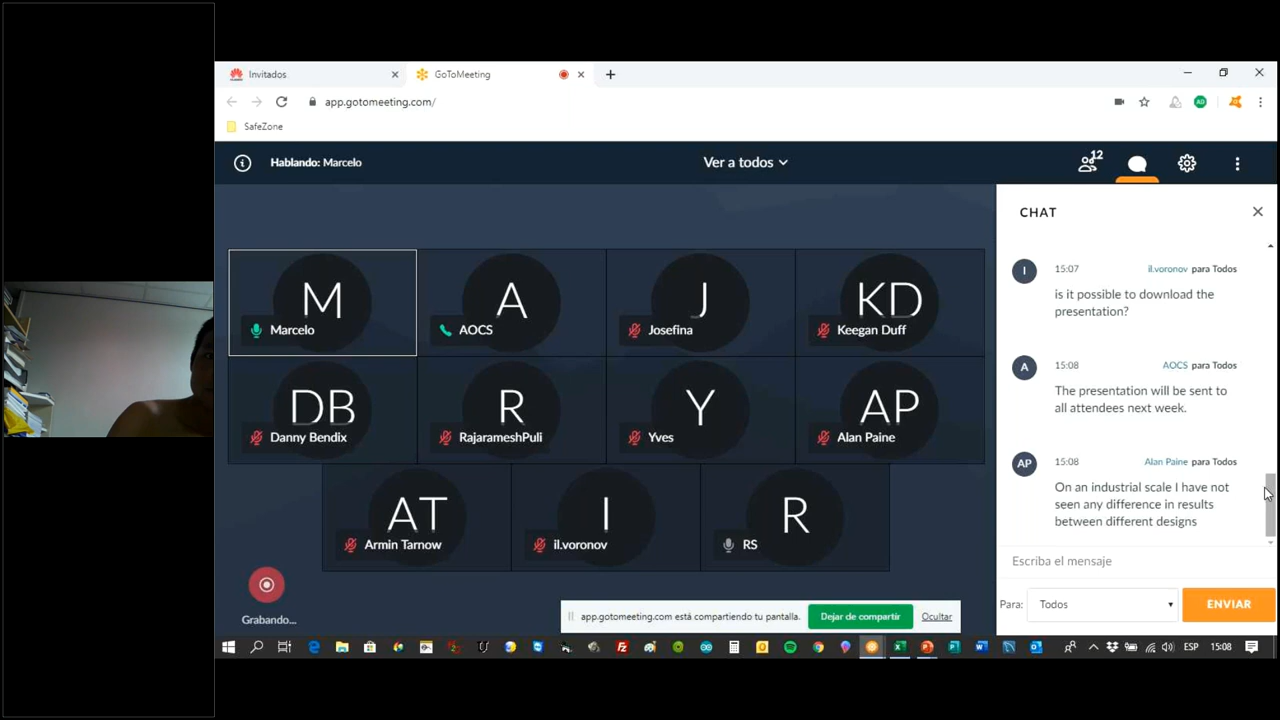 Invitados
GoToMeeting
app.gotomeeting.com/
SafeZone
Hablando: Marcelo
Ver a todos
12
CHAT
M
Marcelo
A
AOCS
J
Josefina
KD
Keegan Duff
DB
Danny Bendix
R
RajarameshPuli
Y
Yves
AP
Alan Paine
AT
Armin Tarnow
I
il.voronov
R
RS
I
15:07
il.voronov para Todos
is it possible to download the
presentation?
A
15:08
AOCS para Todos
The presentation will be sent to
all attendees next week.
AP
15:08
Alan Paine para Todos
On an industrial scale I have not
seen any difference in results
between different designs
Escriba el mensaje
Para:
Todos
ENVIAR
Grabando...
app.gotomeeting.com está compartiendo tu pantalla.
Dejar de compartir
Ocultar
ESP
15:08